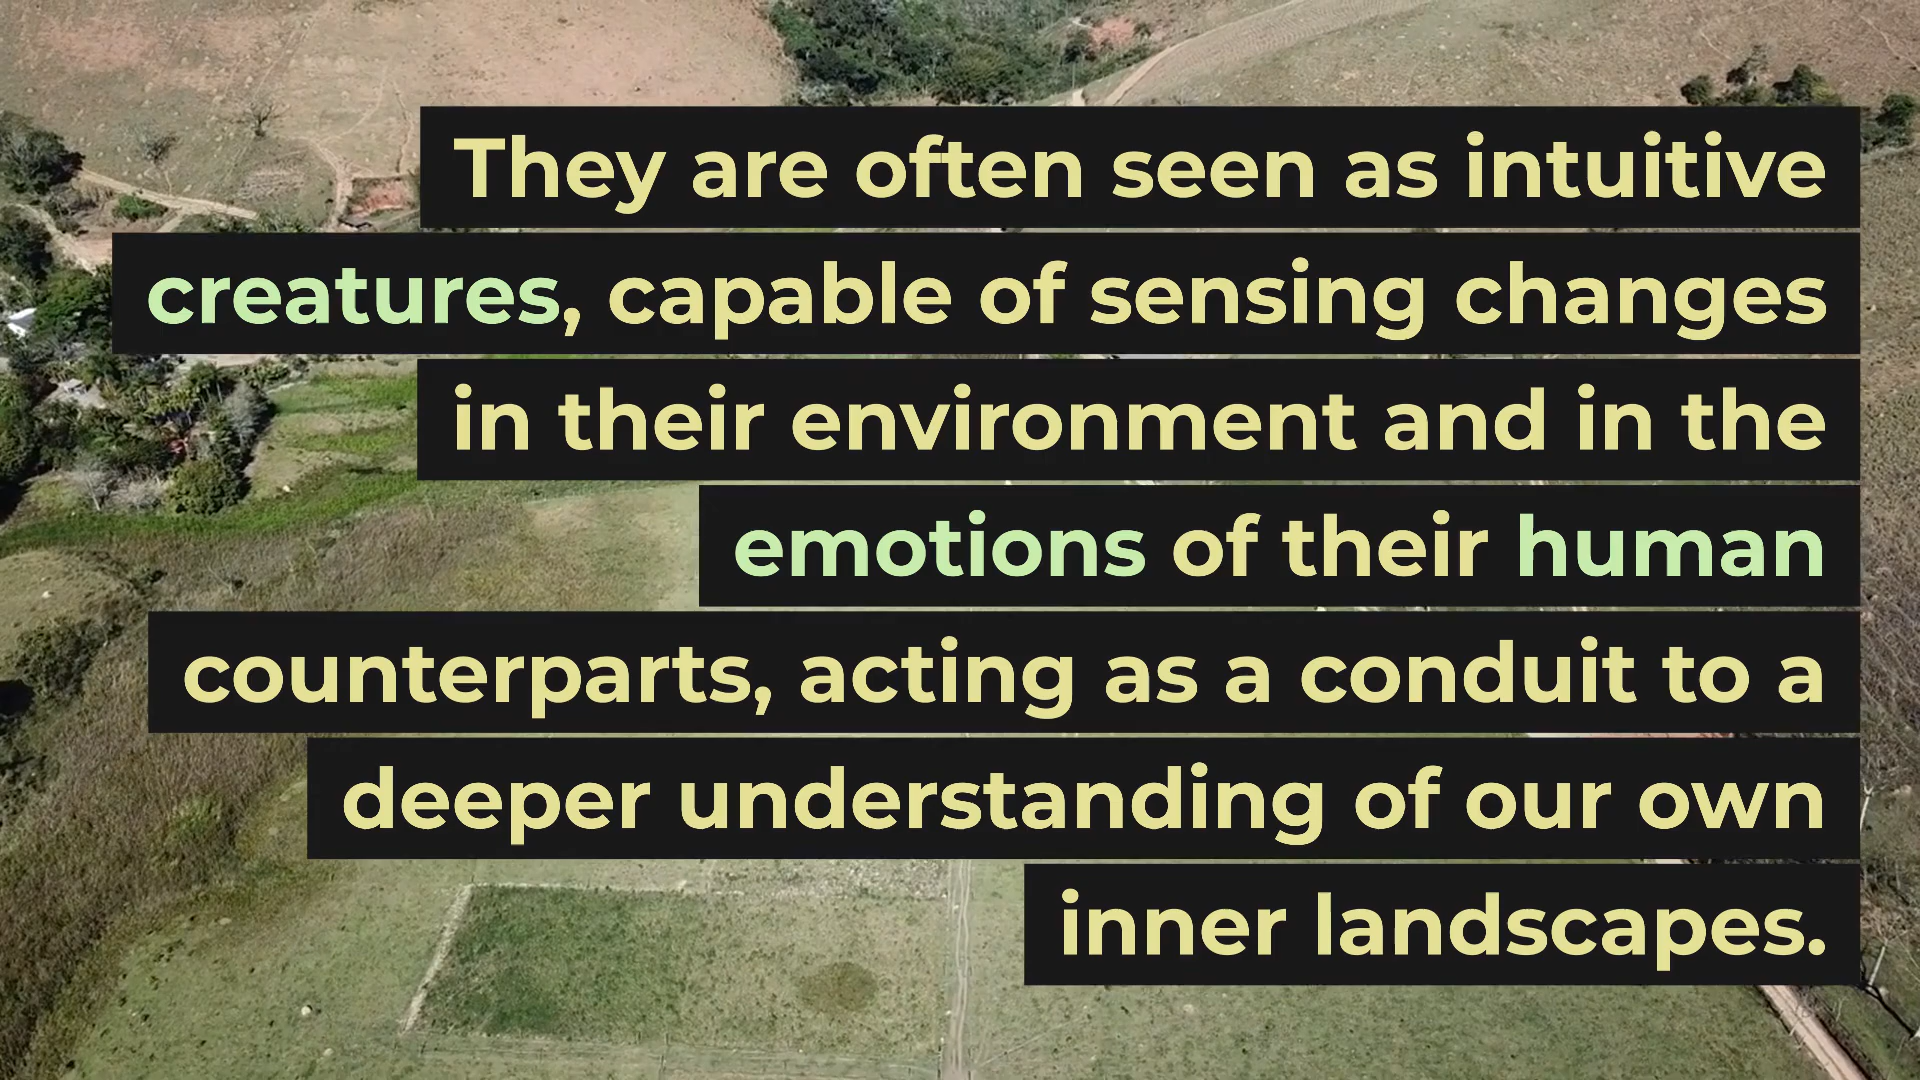 They are often seen as intuitive
creatures, capable of sensing changes
in their environment and in the
emotions of their human
counterparts, acting as a conduit to a
deeper understanding of our own
inner landscapes.